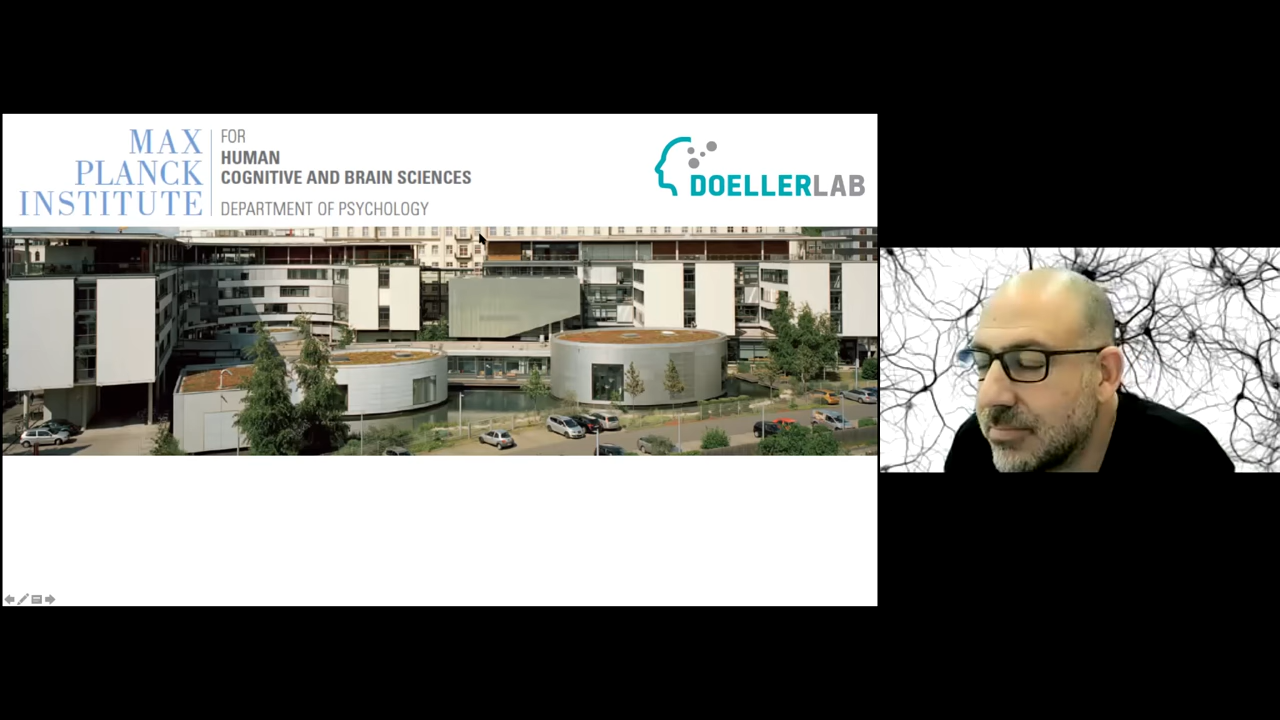 MAX
PLANCK
INSTITUTE
FOR
HUMAN
COGNITIVE AND BRAIN SCIENCES
DEPARTMENT OF PSYCHOLOGY
DOELLERLAB